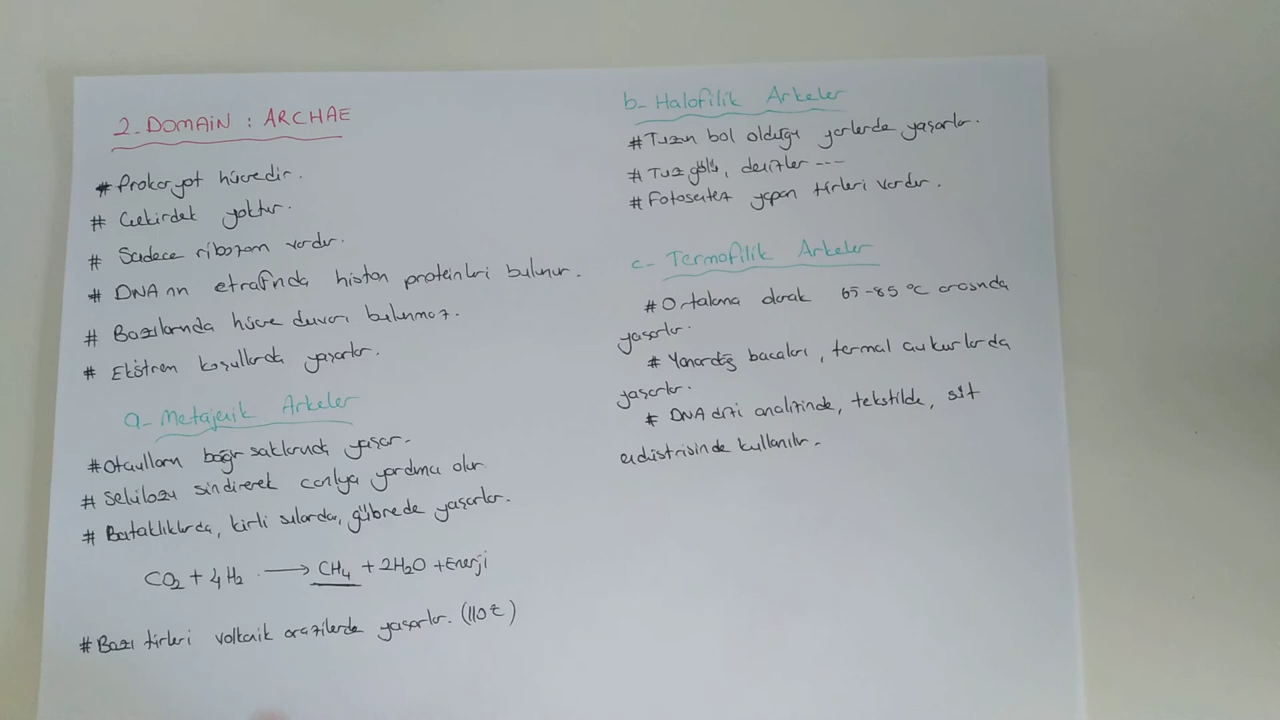 2. DOMAİN : ARCHAE
# Prokaryot hücredir.
# Çekirdek yoktur.
# Sadece ribozom vardır.
# DNA nın etrafında histon proteinleri bulunur.
# Bazılarında hücre duvarı bulunmaz.
# Ekstrem koşullarda yaşarlar.
a- Metajenik Arkeler
# Otçulların bağırsaklarında yaşar.
# Selülozu sindirerek canlıya yardımcı olur
# Bataklıklarda, kirli sularda, gübrede yaşarlar.
CO₂ + 4H₂ → CH₄ + 2H₂O + Enerji
# Bazı türleri volkanik arazilerde yaşarlar. (110 ℃)
b- Halofilik Arkeler
# Tuzun bol olduğu yerlerde yaşarlar.
# Tuz gölü, denizler ---
# Fotosentez yapan türleri vardır.
c- Termofilik Arkeler
# Ortalama olarak 65-85 °C arasında
yaşarlar.
# Yanardağ bacaları, termal çukurlarda
yaşarlar.
# DNA dizi analizinde, tekstilde, süt
endüstrisinde kullanılır.